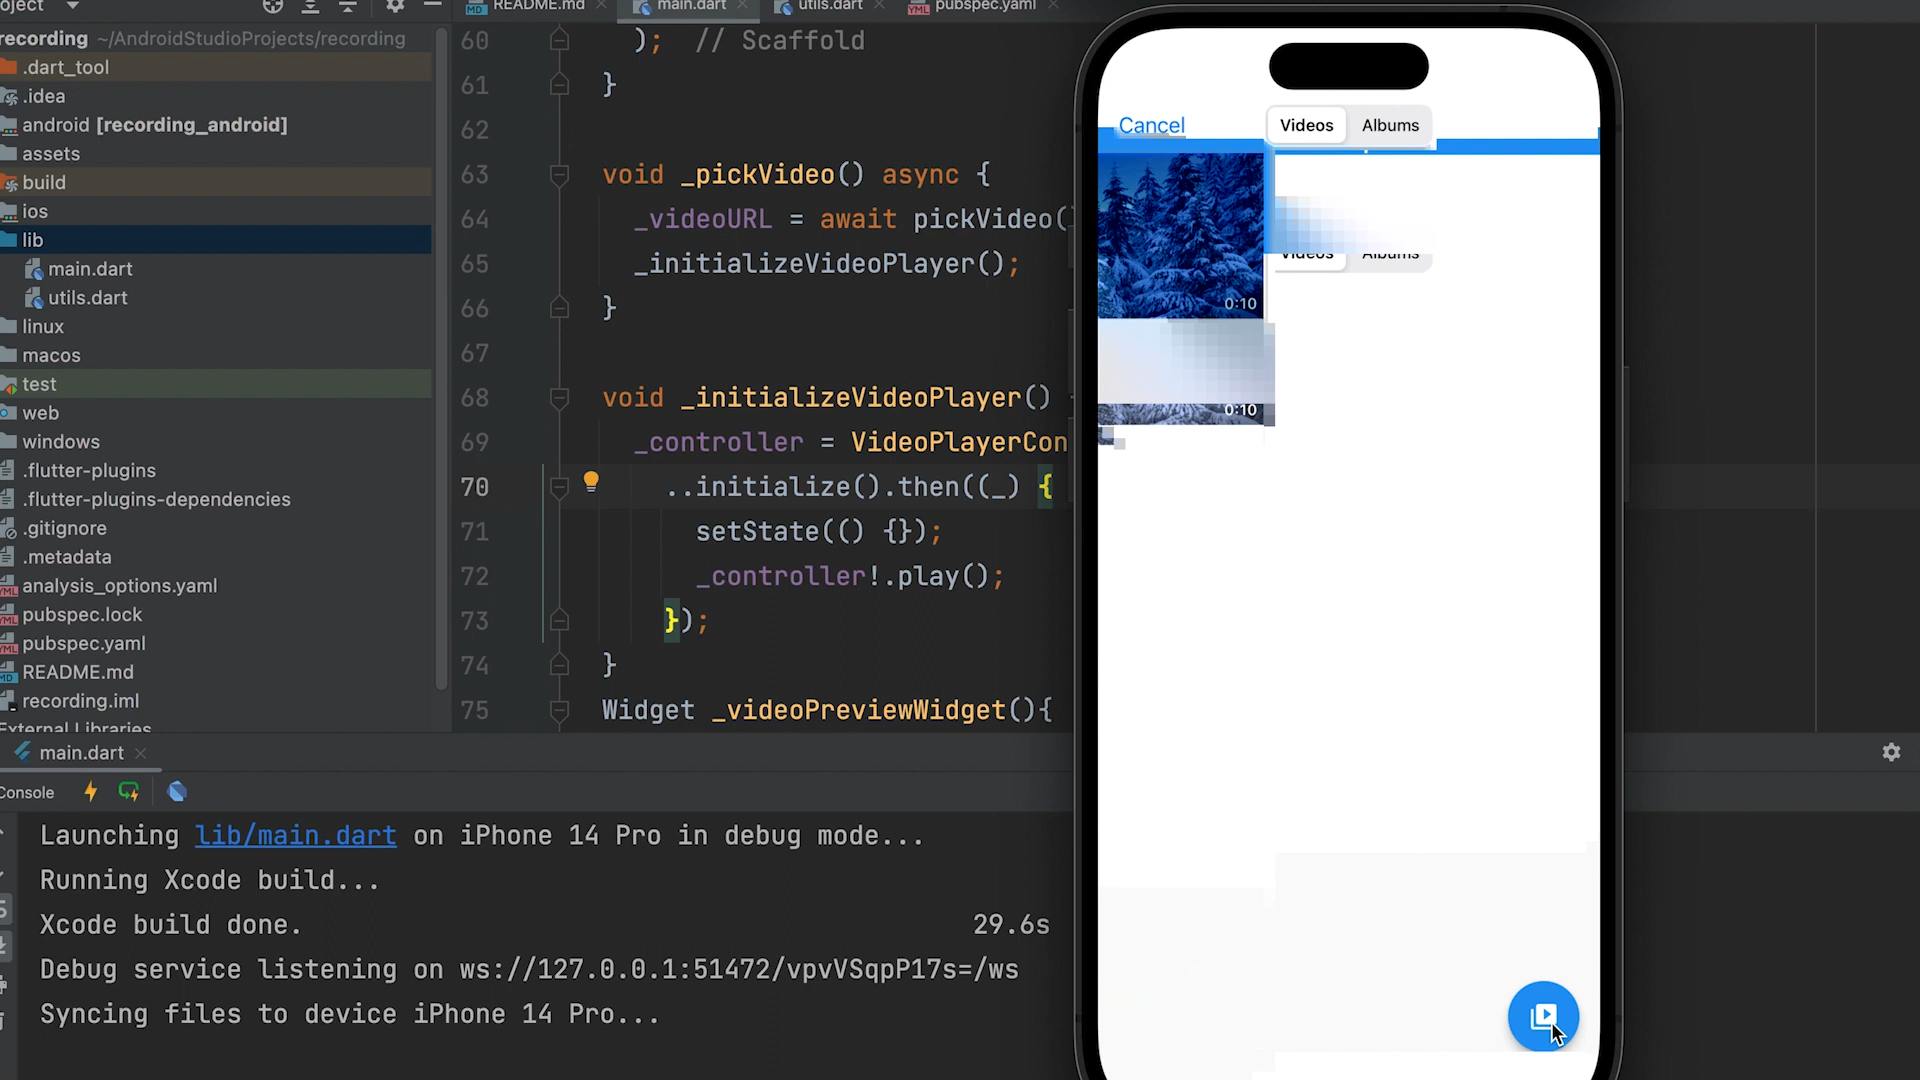 oject
README.md
main.dart
utils.dart
pubspec.yaml
recording ~/AndroidStudioProjects/recording
.dart_tool
.idea
android [recording_android]
assets
build
ios
lib
main.dart
utils.dart
linux
macos
test
web
windows
.flutter-plugins
.flutter-plugins-dependencies
.gitignore
.metadata
analysis_options.yaml
pubspec.lock
pubspec.yaml
README.md
recording.iml
External Libraries
60 ); // Scaffold
61 }
62
63 void _pickVideo() async {
64 _videoURL = await pickVideo(
65 _initializeVideoPlayer();
66 }
67
68 void _initializeVideoPlayer()
69 _controller = VideoPlayerCon
70 ..initialize().then((_) {
71 setState(() {});
72 _controller!.play();
73 });
74 }
75 Widget _videoPreviewWidget(){
Cancel
Videos Albums
Videos Albums
0:10
0:10
main.dart
Console
Launching lib/main.dart on iPhone 14 Pro in debug mode...
Running Xcode build...
Xcode build done. 29.6s
Debug service listening on ws://127.0.0.1:51472/vpvVSqpP17s=/ws
Syncing files to device iPhone 14 Pro...